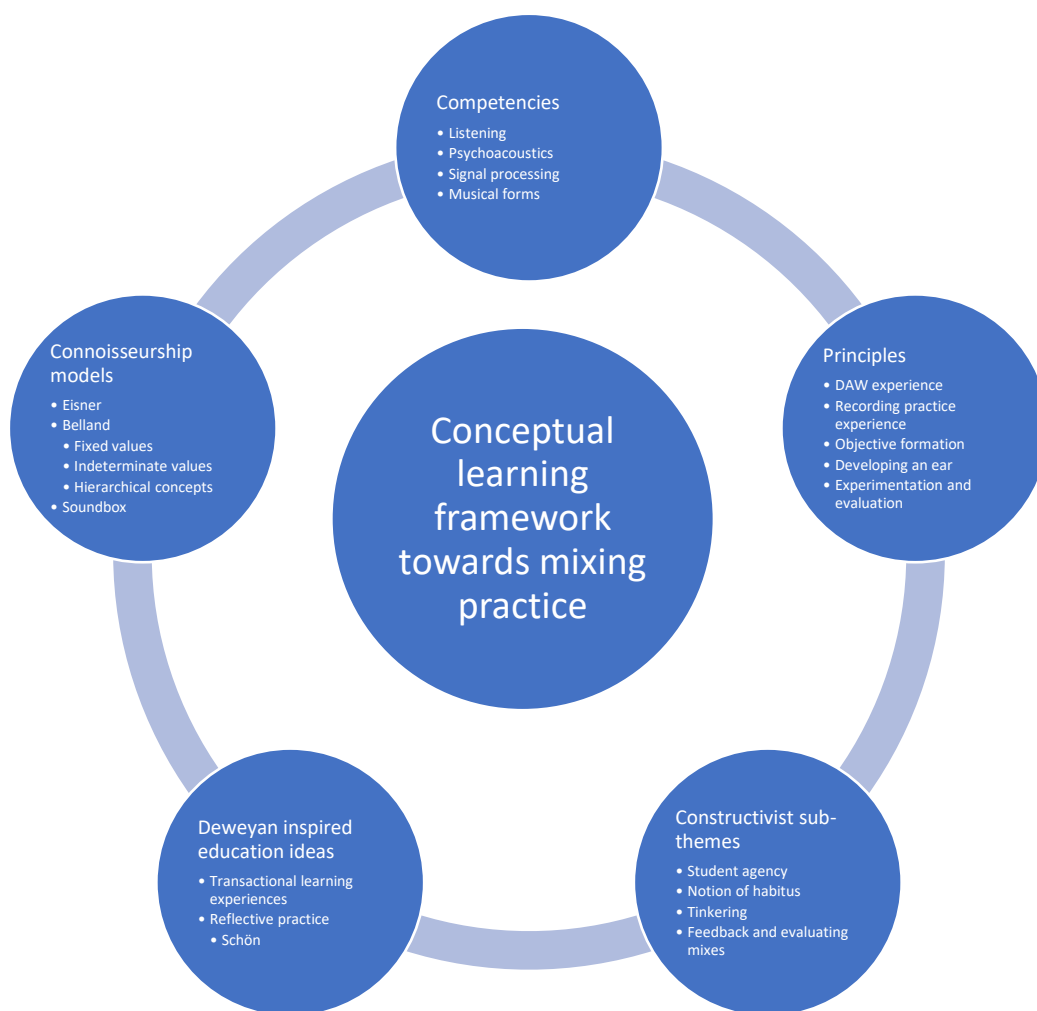 Competencies
• Listening
• Psychoacoustics
• Signal processing
• Musical forms
Principles
• DAW experience
• Recording practice
experience
• Objective formation
• Developing an ear
• Experimentation and
evaluation
Constructivist sub-
themes
• Student agency
• Notion of habitus
• Tinkering
• Feedback and evaluating
mixes
Deweyan inspired
education ideas
• Transactional learning
experiences
• Reflective practice
• Schön
Connoisseurship
models
• Eisner
• Belland
• Fixed values
• Indeterminate values
• Hierarchical concepts
• Soundbox
Conceptual
learning
framework
towards mixing
practice